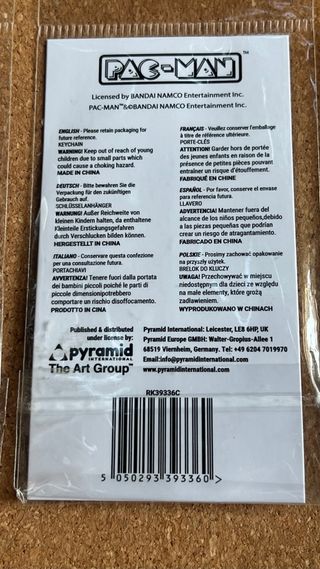 PAC-MAN™
Licensed by BANDAI NAMCO Entertainment Inc.
PAC-MAN™&©BANDAI NAMCO Entertainment Inc.
ENGLISH - Please retain packaging for
future reference.
KEYCHAIN
WARNING! Keep out of reach of young
children due to small parts which
could cause a choking hazard.
MADE IN CHINA
DEUTSCH - Bitte bewahren Sie die
Verpackung für den zukünftigen
Gebrauch auf.
SCHLÜSSELANHÄNGER
WARNUNG! Außer Reichweite von
kleinen Kindern halten, da enthaltene
Kleinteile Erstickungsgefahren
durch Verschlucken bilden können.
HERGESTELLT IN CHINA
ITALIANO - Conservare questa confezione
per una consultazione futura.
PORTACHIAVI
AVVERTENZA! Tenere fuori dalla portata
dei bambini piccoli poiché le parti di
piccole dimensionipotrebbero
comportare un rischio disoffocamento.
PRODOTTO IN CINA
FRANÇAIS - Veuillez conserver l'emballage
à titre de référence ultérieure.
PORTE-CLÉS
ATTENTION! Garder hors de portée
des jeunes enfants en raison de la
présence de petites pièces pouvant
entraîner un risque d'étouffement.
FABRIQUÉ EN CHINE
ESPAÑOL - Por favor, conserve el envase
para referencia futura.
LLAVERO
ADVERTENCIA! Mantener fuera del
alcance de los niños pequeños,debido
a las piezas pequeñas que podrían
crear un riesgo de atragantamiento.
FABRICADO EN CHINA
POLSKIE - Prosimy zachować opakowanie
na przyszły użytek.
BRELOK DO KLUCZY
UWAGA! Przechowywać w miejscu
niedostępnym dla dzieci ze względu
na małe elementy, które grożą
zadławieniem.
WYPRODUKOWANO W CHINACH
Published & distributed
under license by:
pyramid
INTERNATIONAL
The Art Group™
Pyramid International: Leicester, LE8 6HP, UK
Pyramid Europe GMBH: Walter-Gropius-Allee 1
68519 Viernheim, Germany. Tel: +49 6204 7019970
Email:info@pyramidinternational.com
www.pyramidinternational.com
RK39336C
5 050293 393360 >